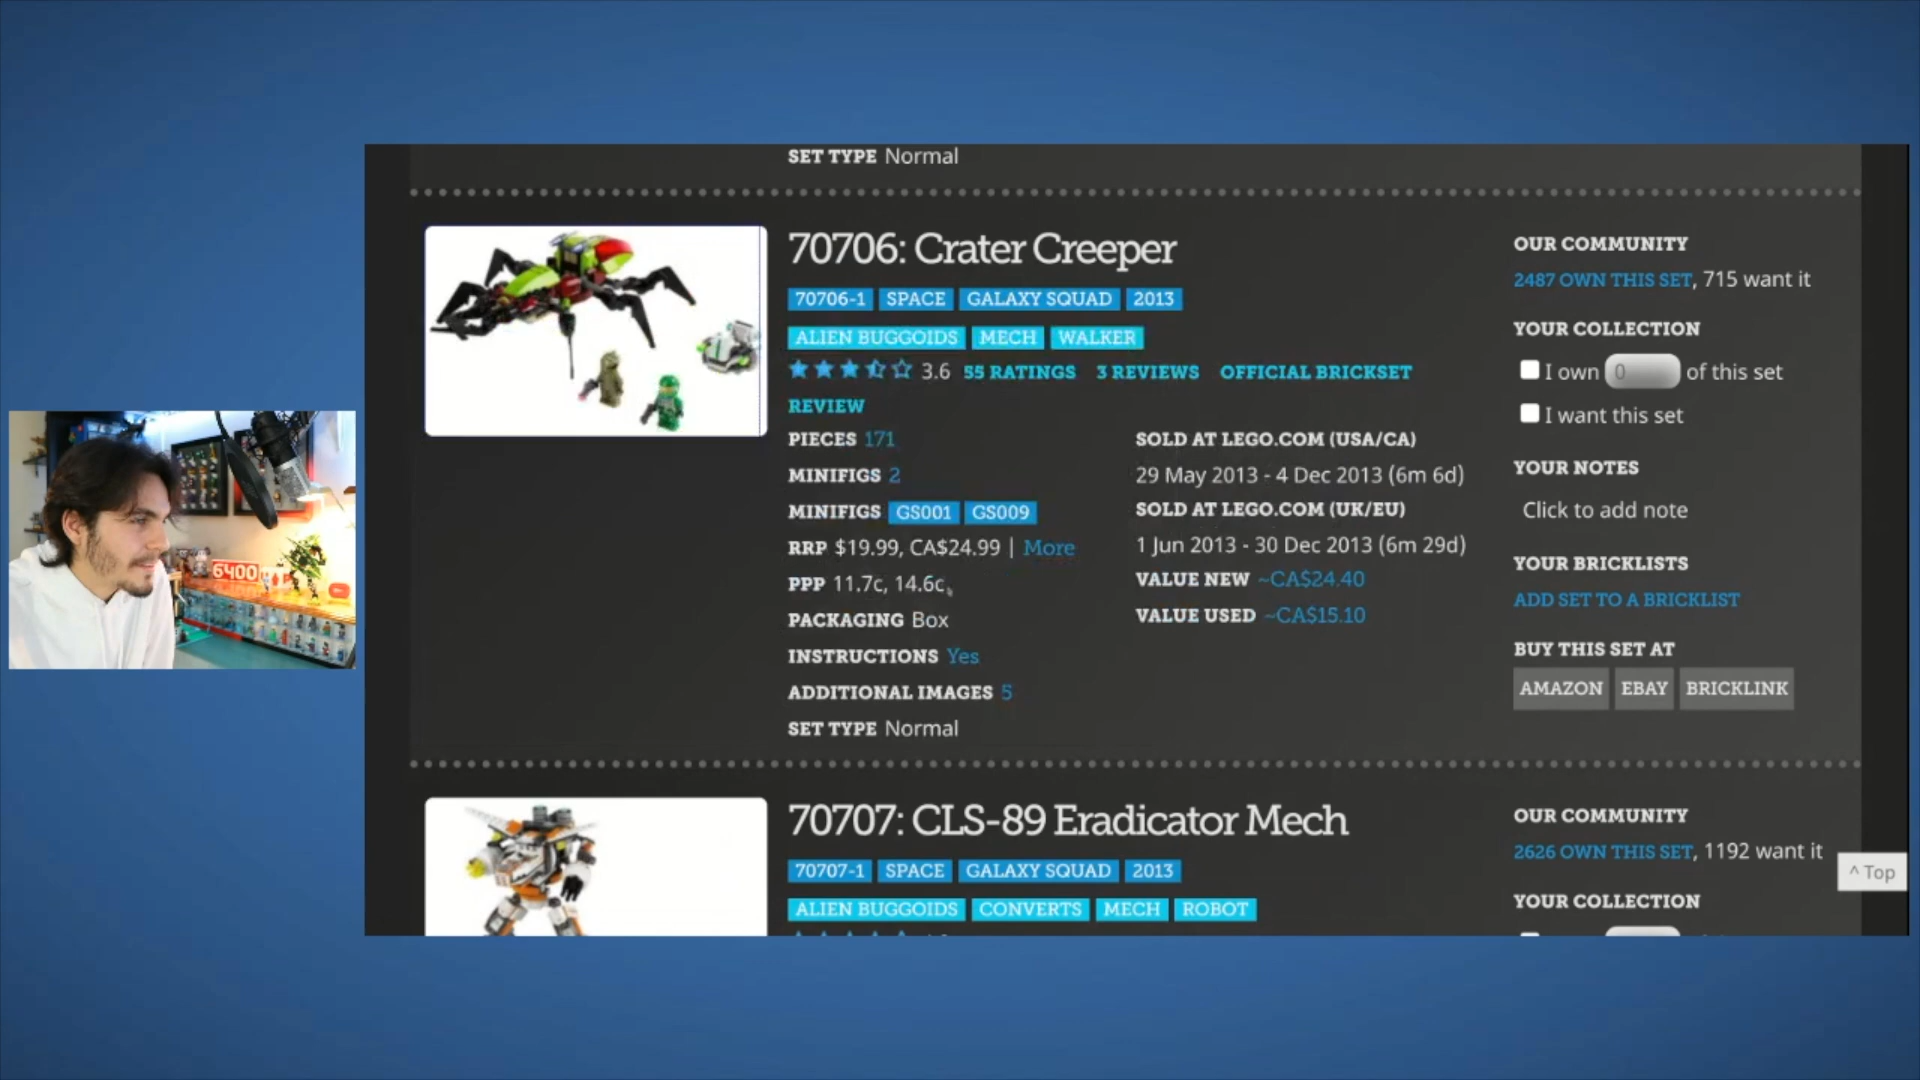 SET TYPE Normal
70706: Crater Creeper
70706-1 SPACE GALAXY SQUAD 2013
ALIEN BUGGOIDS MECH WALKER
3.6 55 RATINGS 3 REVIEWS OFFICIAL BRICKSET
REVIEW
PIECES 171
MINIFIGS 2
MINIFIGS GS001 GS009
RRP $19.99, CA$24.99 | More
PPP 11.7c, 14.6c
PACKAGING Box
INSTRUCTIONS Yes
ADDITIONAL IMAGES 5
SET TYPE Normal
SOLD AT LEGO.COM (USA/CA)
29 May 2013 - 4 Dec 2013 (6m 6d)
SOLD AT LEGO.COM (UK/EU)
1 Jun 2013 - 30 Dec 2013 (6m 29d)
VALUE NEW ~CA$24.40
VALUE USED ~CA$15.10
OUR COMMUNITY
2487 OWN THIS SET, 715 want it
YOUR COLLECTION
I own 0 of this set
I want this set
YOUR NOTES
Click to add note
YOUR BRICKLISTS
ADD SET TO A BRICKLIST
BUY THIS SET AT
AMAZON EBAY BRICKLINK
70707: CLS-89 Eradicator Mech
70707-1 SPACE GALAXY SQUAD 2013
ALIEN BUGGOIDS CONVERTS MECH ROBOT
OUR COMMUNITY
2626 OWN THIS SET, 1192 want it
YOUR COLLECTION
^ Top
6400